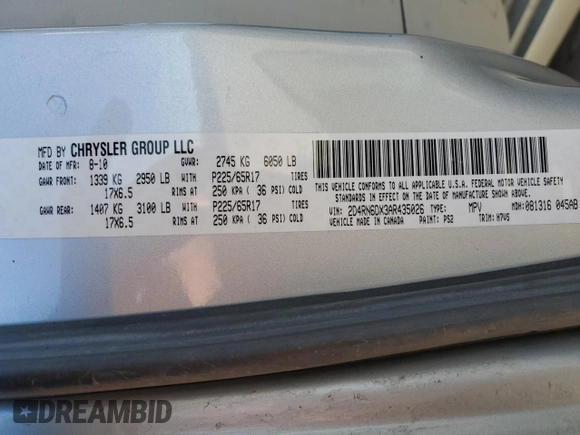 MFD BY CHRYSLER GROUP LLC
DATE OF MFR: 8-10 GVWR: 2745 KG 6050 LB
GAWR FRONT: 1339 KG 2950 LB WITH P225/65R17 TIRES
17X6.5 RIMS AT 250 KPA ( 36 PSI) COLD
GAWR REAR: 1407 KG 3100 LB WITH P225/65R17 TIRES
17X6.5 RIMS AT 250 KPA ( 36 PSI) COLD
THIS VEHICLE CONFORMS TO ALL APPLICABLE U.S.A. FEDERAL MOTOR VEHICLE SAFETY
STANDARDS IN EFFECT ON THE DATE OF MANUFACTURE SHOWN ABOVE.
VIN: 2D4RN6DX3AR435026 TYPE: MPV MDH: 081316 045AB
VEHICLE MADE IN CANADA PAINT: PS2 TRIM: H7V5
DREAMBID